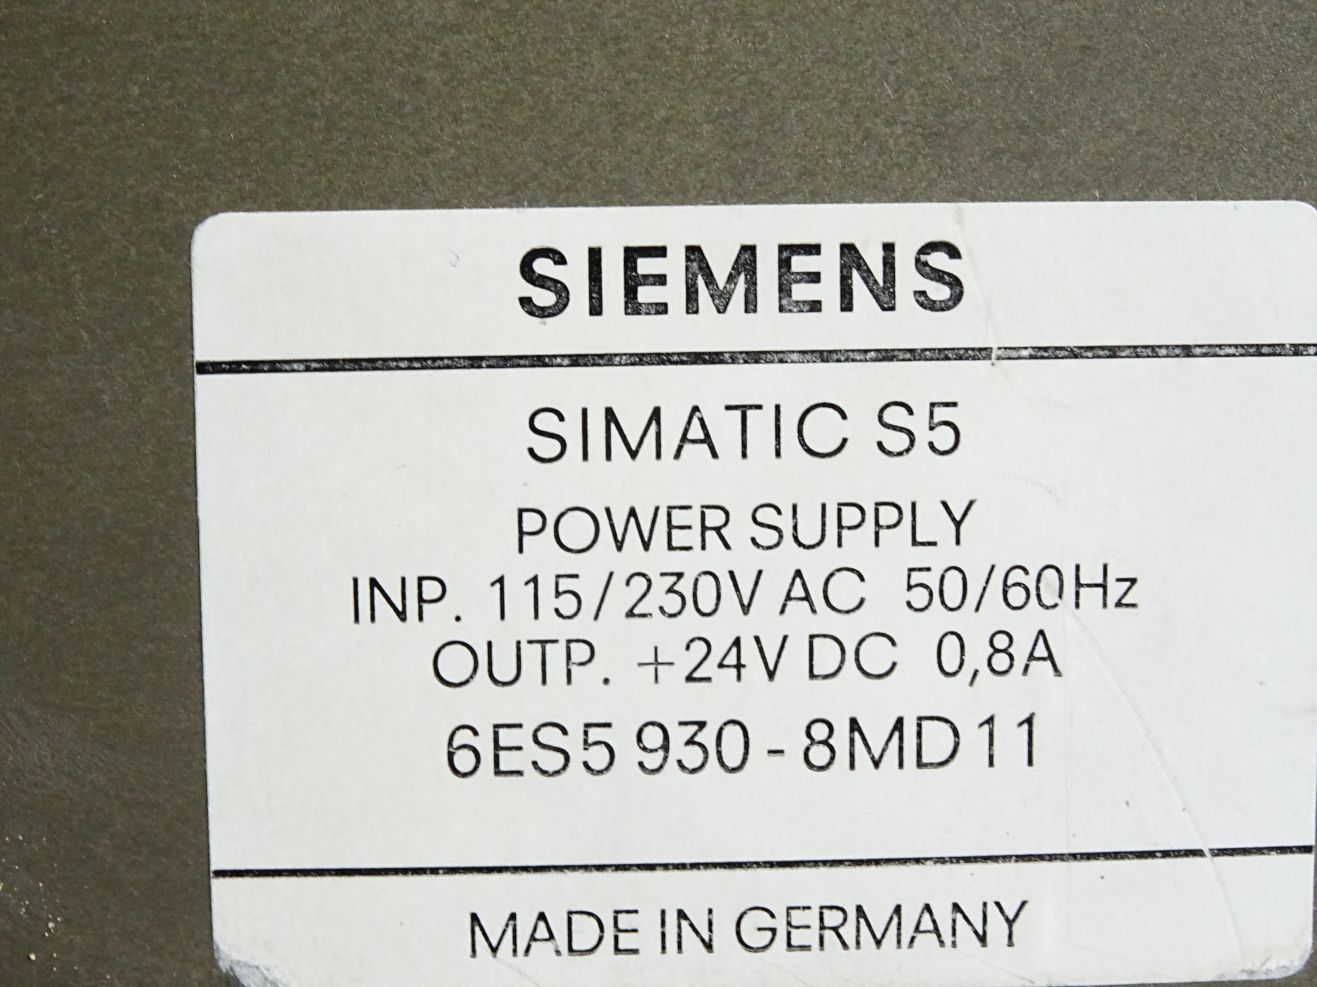 SIEMENS
SIMATIC S5
POWER SUPPLY
INP. 115/230V AC 50/60Hz
OUTP. +24V DC 0,8A
6ES5 930-8MD11
MADE IN GERMANY